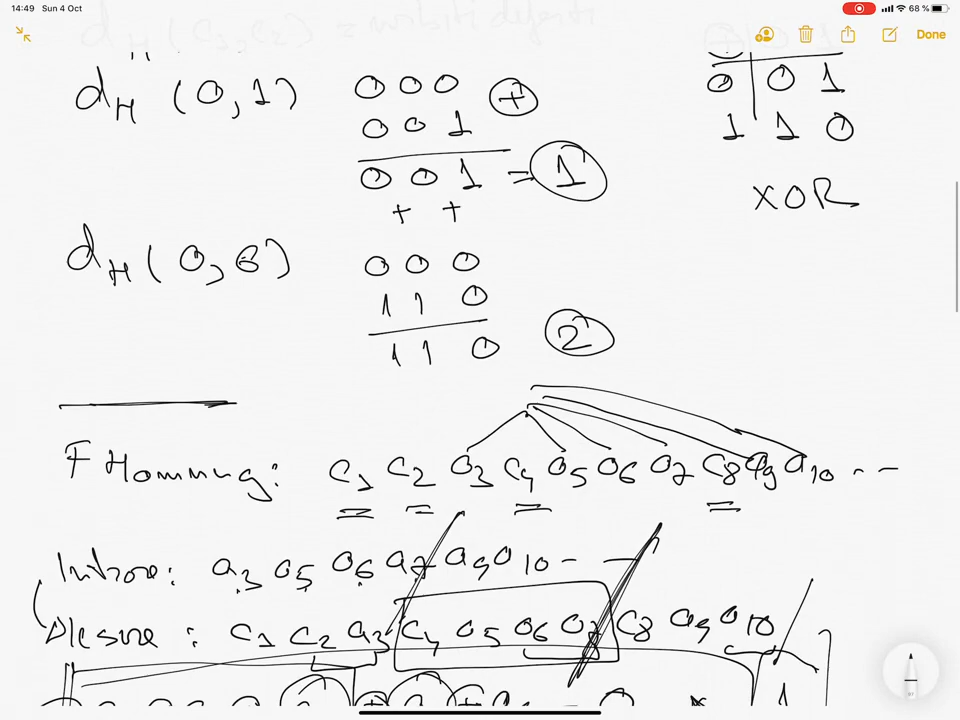 14:49 Sun 4 Oct
68 %
Done
d_H (0,1) 0 0 0 +
0 0 1
0 0 1 = 1
+ +
0 0 1
1 1 0
XOR
d_H (0,6) 0 0 0
1 1 0
1 1 0 2
F Hamming: C1 C2 a3 C4 a5 a6 a7 C8 a9 a10 --
Introre: a3 a5 a6 a7 a9 a10 - -
: C1 C2 a3 C4 a5 a6 a7 C8 a9 a10
1